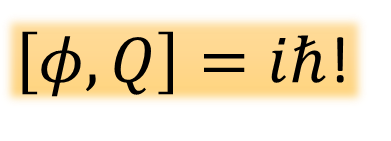 [ϕ, Q] = iℏ!